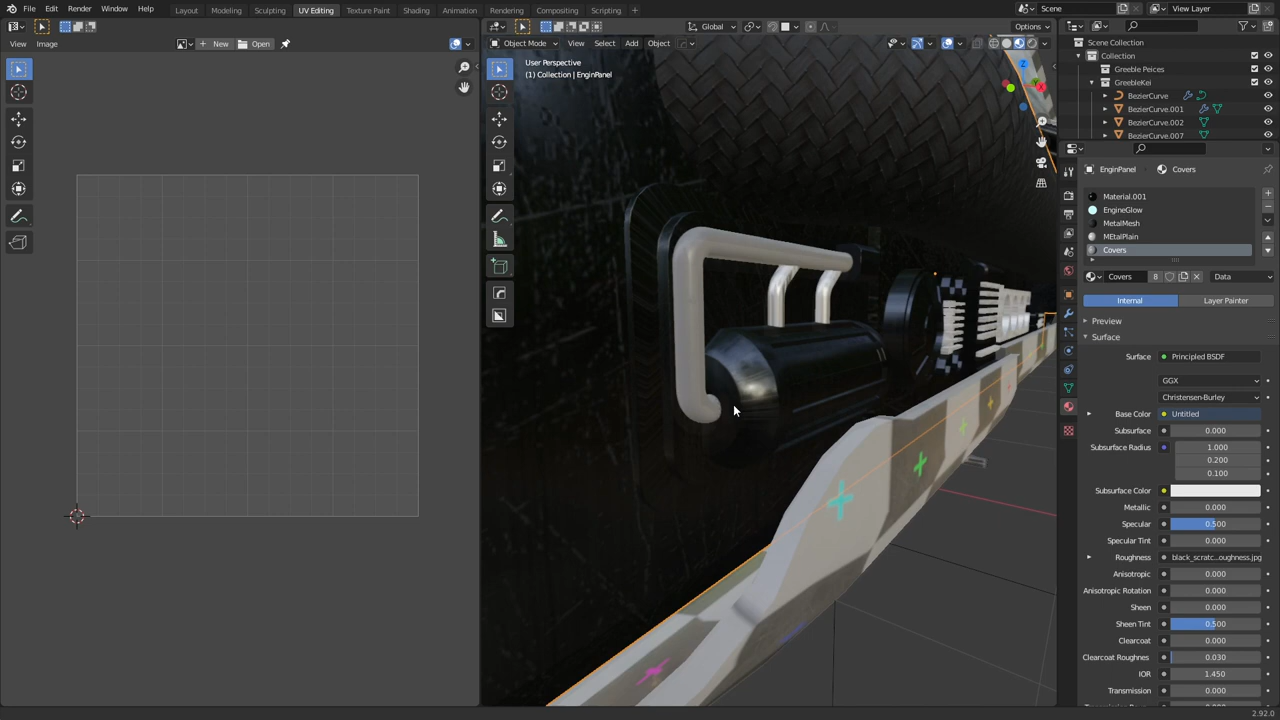 File Edit Render Window Help Layout Modeling Sculpting UV Editing Texture Paint Shading Animation Rendering Compositing Scripting + Scene View Layer
Global Options
View Image New Open Object Mode View Select Add Object
User Perspective
(1) Collection | EnginPanel
Scene Collection
Collection
Greeble Peices
GreebleKei
BezierCurve
BezierCurve.001
BezierCurve.002
BezierCurve.007
EnginPanel Covers
Material.001
EngineGlow
MetalMesh
MEtalPlain
Covers
Covers 8 Data
Internal Layer Painter
Preview
Surface
Surface Principled BSDF
GGX
Christensen-Burley
Base Color Untitled
Subsurface 0.000
Subsurface Radius 1.000
0.200
0.100
Subsurface Color
Metallic 0.000
Specular 0.500
Specular Tint 0.000
Roughness black_scratc...oughness.jpg
Anisotropic 0.000
Anisotropic Rotation 0.000
Sheen 0.000
Sheen Tint 0.500
Clearcoat 0.000
Clearcoat Roughnes 0.030
IOR 1.450
Transmission 0.000
2.92.0